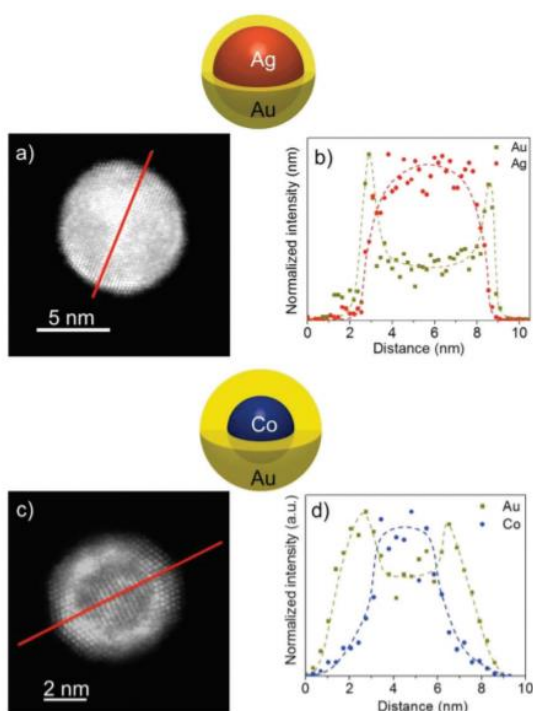 Ag
Au
a)
5 nm
b)
Au
Ag
Normalized intensity (nm)
0 2 4 6 8 10
Distance (nm)
Co
Au
c)
2 nm
d)
Au
Co
Normalized intensity (a.u.)
0 2 4 6 8 10
Distance (nm)